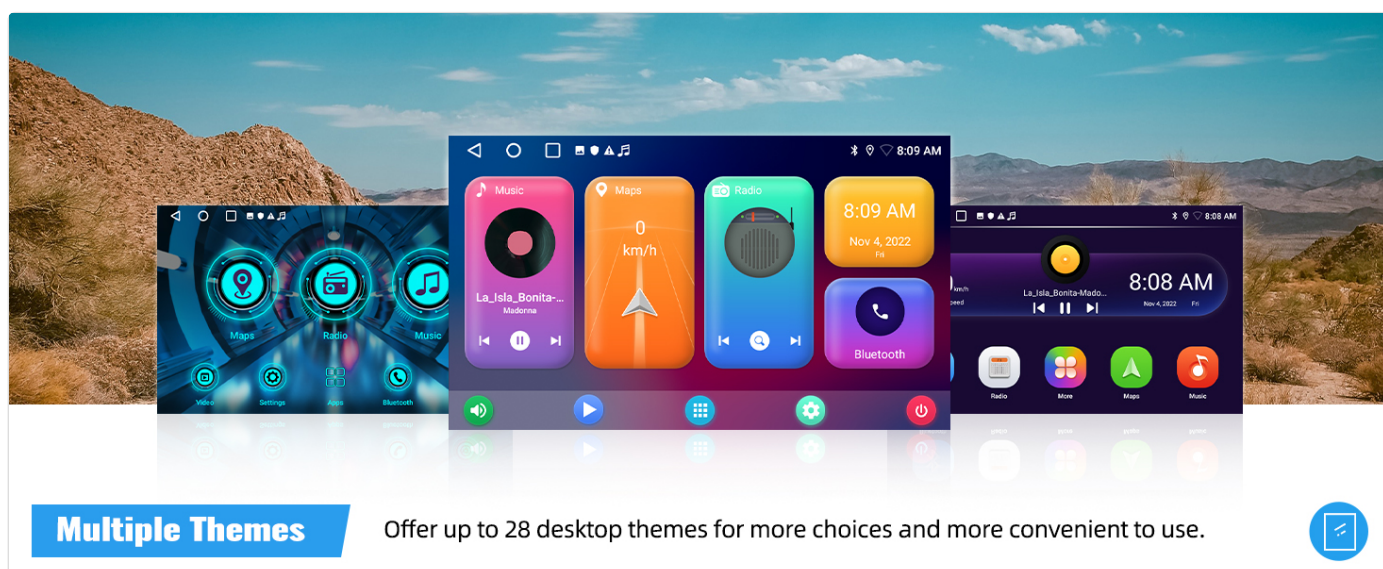 8:09 AM
Music
Maps
Radio
0
km/h
8:09 AM
Nov 4, 2022
Fri
La_Isla_Bonita-...
Madonna
Bluetooth
8:08 AM
Maps
Radio
Music
Video
Settings
Apps
Bluetooth
km/h
peed
La_Isla_Bonita-Mado...
8:08 AM
Nov 4, 2022 Fri
Radio
More
Maps
Music
Multiple Themes
Offer up to 28 desktop themes for more choices and more convenient to use.